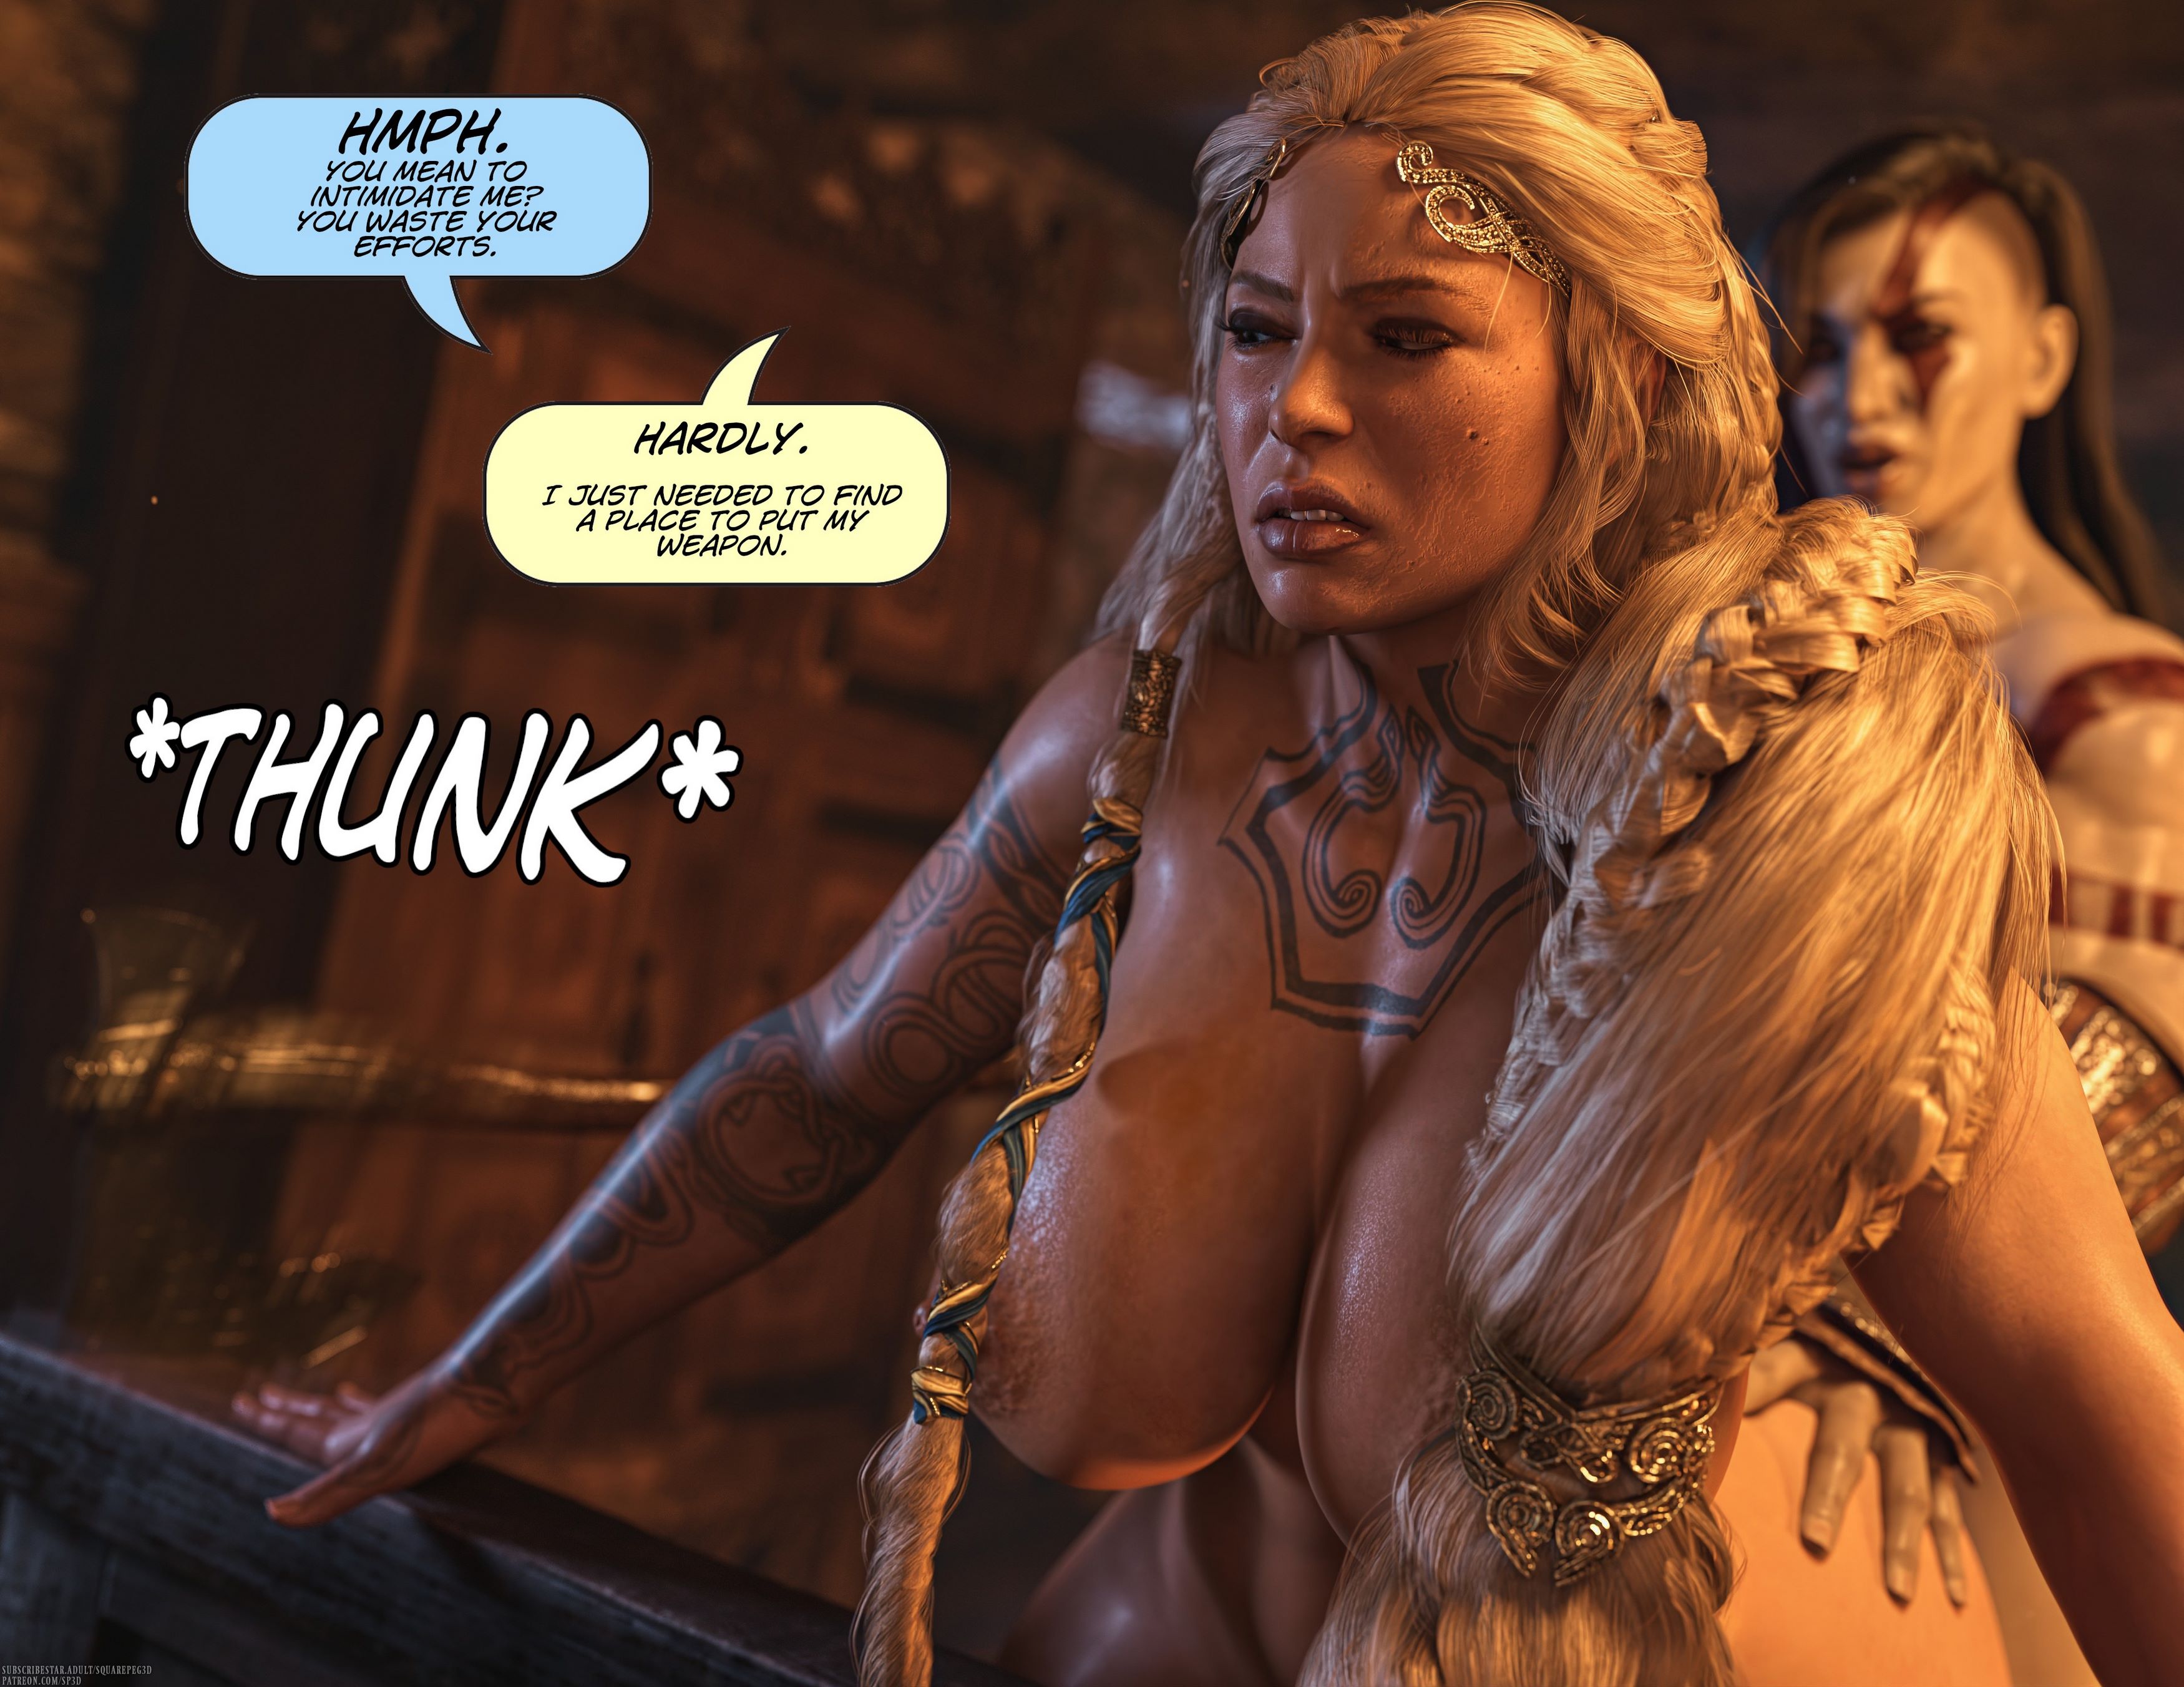 HMPH.
YOU MEAN TO
INTIMIDATE ME?
YOU WASTE YOUR
EFFORTS.
HARDLY.
I JUST NEEDED TO FIND
A PLACE TO PUT MY
WEAPON.
*THUNK*
SUBSCRIBESTAR.ADULT/SQUAREPEG3D
PATREON.COM/SP3D